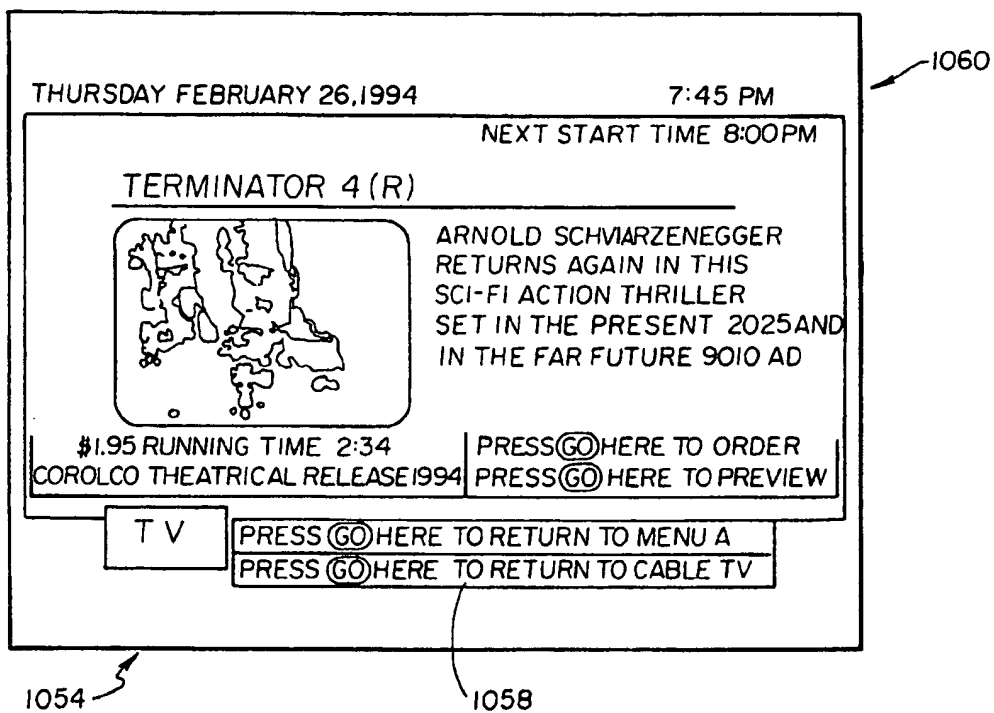 1060
THURSDAY FEBRUARY 26,1994 7:45 PM
NEXT START TIME 8:00PM
TERMINATOR 4 (R)
ARNOLD SCHVIARZENEGGER
RETURNS AGAIN IN THIS
SCI-FI ACTION THRILLER
SET IN THE PRESENT 2025AND
IN THE FAR FUTURE 9010 AD
$1.95 RUNNING TIME 2:34
COROLCO THEATRICAL RELEASE1994
PRESS GO HERE TO ORDER
PRESS GO HERE TO PREVIEW
TV
PRESS GO HERE TO RETURN TO MENU A
PRESS GO HERE TO RETURN TO CABLE TV
1054
1058